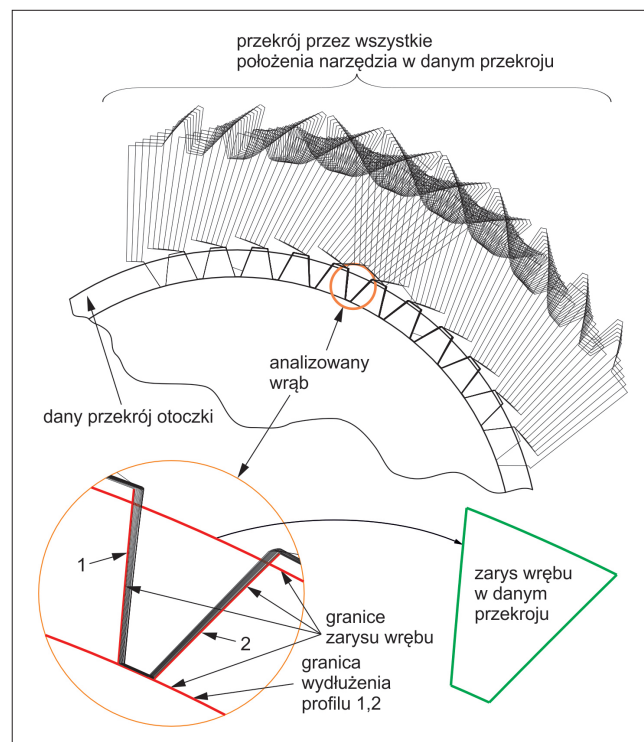 przekrój przez wszystkie
położenia narzędzia w danym przekroju
analizowany
wrąb
dany przekrój otoczki
1
2
granice
zarysu wrębu
granica
wydłużenia
profilu 1,2
zarys wrębu
w danym
przekroju